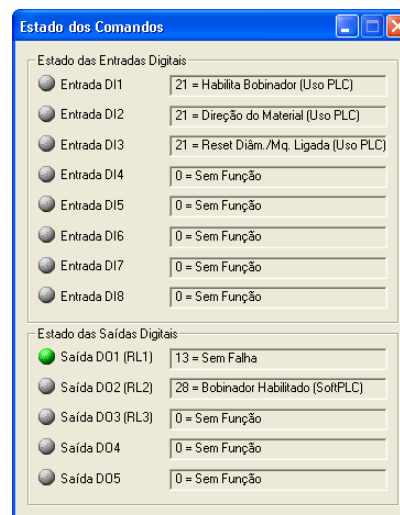 Estado dos Comandos
Estado das Entradas Digitais
Entrada DI1 21 = Habilita Bobinador (Uso PLC)
Entrada DI2 21 = Direção do Material (Uso PLC)
Entrada DI3 21 = Reset Diâm./Mq. Ligada (Uso PLC)
Entrada DI4 0 = Sem Função
Entrada DI5 0 = Sem Função
Entrada DI6 0 = Sem Função
Entrada DI7 0 = Sem Função
Entrada DI8 0 = Sem Função
Estado das Saídas Digitais
Saída DO1 (RL1) 13 = Sem Falha
Saída DO2 (RL2) 28 = Bobinador Habilitado (SoftPLC)
Saída DO3 (RL3) 0 = Sem Função
Saída DO4 0 = Sem Função
Saída DO5 0 = Sem Função